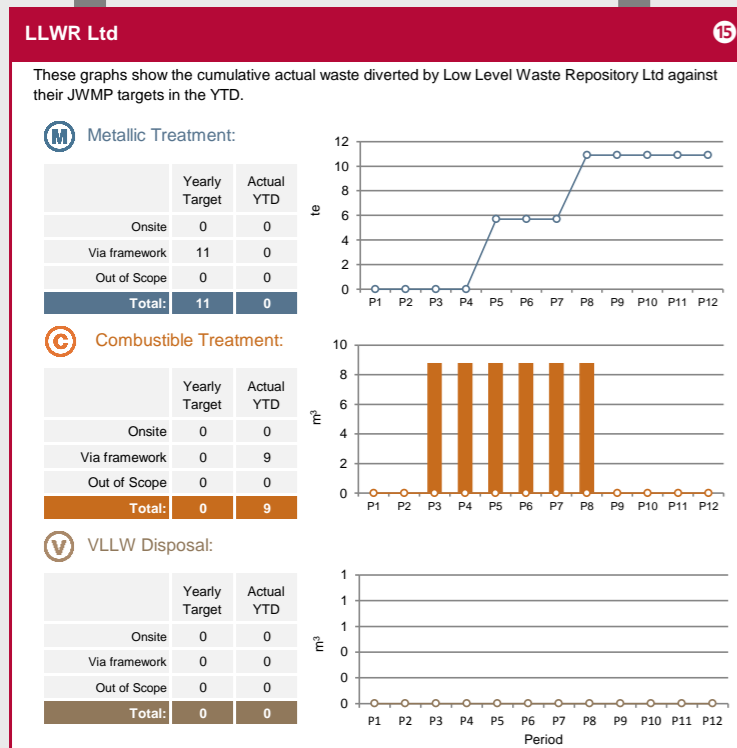 LLWR Ltd
15
These graphs show the cumulative actual waste diverted by Low Level Waste Repository Ltd against
their JWMP targets in the YTD.
M Metallic Treatment:
Yearly Target Actual YTD
Onsite 0 0
Via framework 11 0
Out of Scope 0 0
Total: 11 0
12
10
8
6
4
2
0
te
P1 P2 P3 P4 P5 P6 P7 P8 P9 P10 P11 P12
C Combustible Treatment:
Yearly Target Actual YTD
Onsite 0 0
Via framework 0 9
Out of Scope 0 0
Total: 0 9
10
8
6
4
2
0
m³
P1 P2 P3 P4 P5 P6 P7 P8 P9 P10 P11 P12
V VLLW Disposal:
Yearly Target Actual YTD
Onsite 0 0
Via framework 0 0
Out of Scope 0 0
Total: 0 0
1
1
1
0
0
0
m³
P1 P2 P3 P4 P5 P6 P7 P8 P9 P10 P11 P12
Period